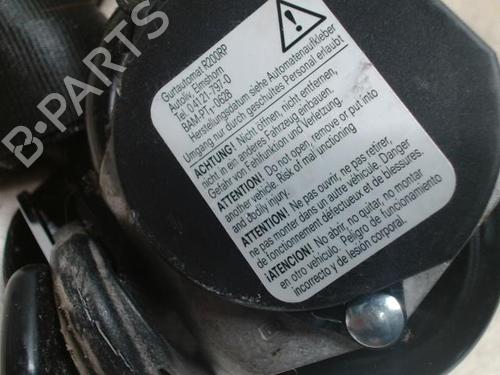 Gurtautomat R200RP
Autoliv, Elmshorn
Tel. 04121-797-0
BAM-PT₁-0628
Herstellungsdatum siehe Automatenaufkleber
Umgang nur durch geschultes Personal erlaubt
ACHTUNG! Nicht öffnen, nicht entfernen,
nicht in ein anderes Fahrzeug einbauen.
Gefahr von Fehlfunktion und Verletzung.
ATTENTION! Do not open, remove or put into
another vehicle. Risk of mal functioning
and bodily injury.
ATTENTION! Ne pas ouvrir, ne pas retirer,
ne pas monter dans un autre véhicule. Danger
de fonctionnement défectueux et de blessures.
¡ATENCION! No abrir, no quitar, no montar
en otro vehículo. Peligro de funcionamiento
incorrecto y de lesión corporal.
B-PARTS